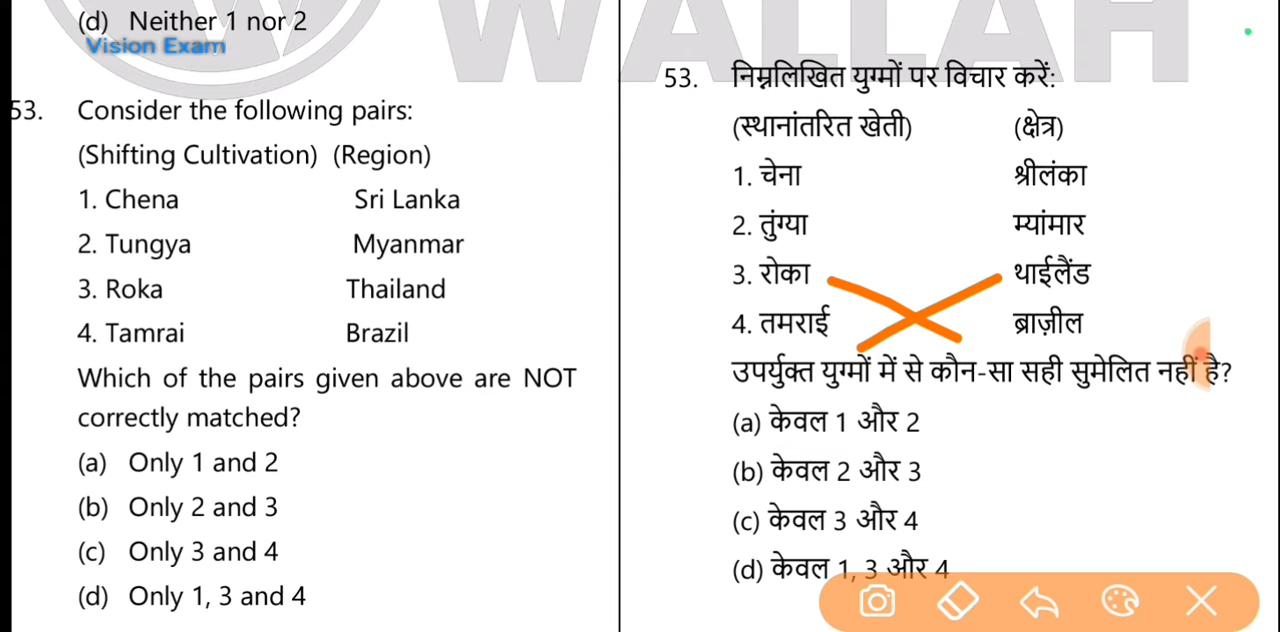 WALLAH
(d) Neither 1 nor 2
Vision Exam
53. Consider the following pairs:
(Shifting Cultivation) (Region)
1. Chena Sri Lanka
2. Tungya Myanmar
3. Roka Thailand
4. Tamrai Brazil
Which of the pairs given above are NOT
correctly matched?
(a) Only 1 and 2
(b) Only 2 and 3
(c) Only 3 and 4
(d) Only 1, 3 and 4
53. निम्नलिखित युग्मों पर विचार करें:
(स्थानांतरित खेती) (क्षेत्र)
1. चेना श्रीलंका
2. तुंग्या म्यांमार
3. रोका थाईलैंड
4. तमराई ब्राज़ील
उपर्युक्त युग्मों में से कौन-सा सही सुमेलित नहीं है?
(a) केवल 1 और 2
(b) केवल 2 और 3
(c) केवल 3 और 4
(d) केवल 1, 3 और 4